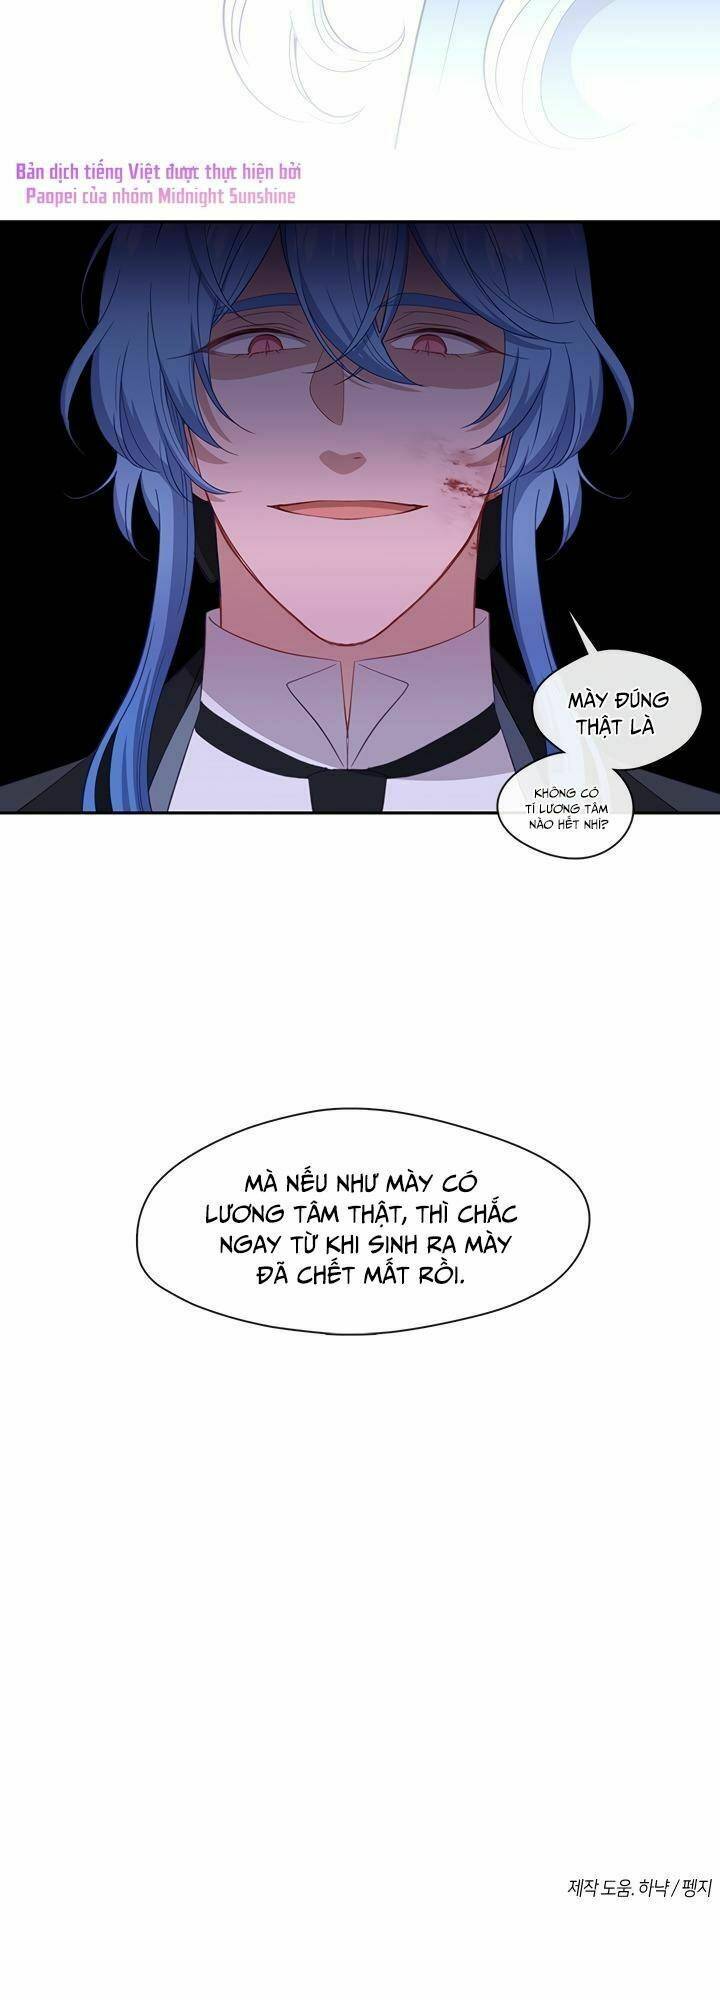 Bản dịch tiếng Việt được thực hiện bởi
Paopei của nhóm Midnight Sunshine
MÀY ĐÚNG
THẬT LÀ
KHÔNG CÓ
TÍ LƯƠNG TÂM
NÀO HẾT NHỈ?
MÀ NẾU NHƯ MÀY CÓ
LƯƠNG TÂM THẬT, THÌ CHẮC
NGAY TỪ KHI SINH RA MÀY
ĐÃ CHẾT MẤT RỒI.
제작 도움. 하냑 / 펭지